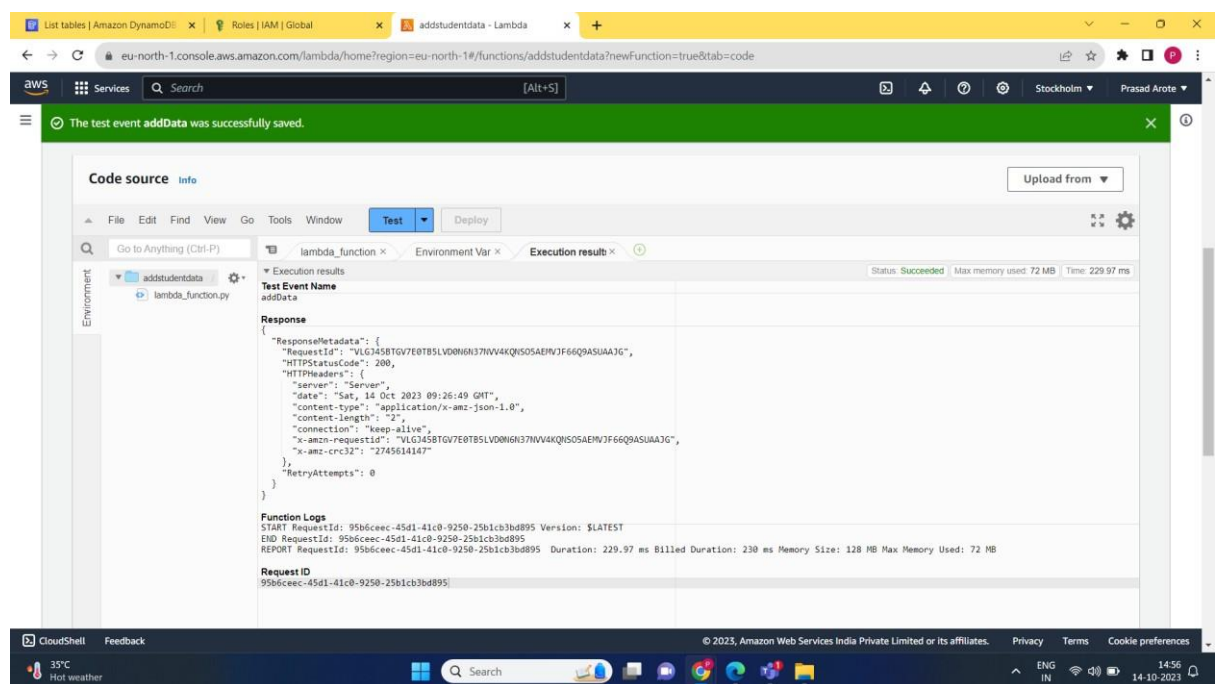 List tables | Amazon DynamoDB
Roles | IAM | Global
addstudentdata - Lambda
eu-north-1.console.aws.amazon.com/lambda/home?region=eu-north-1#/functions/addstudentdata?newFunction=true&tab=code
P
aws
Services
Search
[Alt+S]
Stockholm
Prasad Arote
The test event addData was successfully saved.
Code source Info
Upload from
File Edit Find View Go Tools Window
Test
Deploy
Go to Anything (Ctrl-P)
lambda_function
Environment Var
Execution results
Environment
addstudentdata /
lambda_function.py
Execution results
Status: Succeeded Max memory used: 72 MB Time: 229.97 ms
Test Event Name
addData
Response
{
"ResponseMetadata": {
"RequestId": "VLGJ45BTGV7E0TB5LVD0N6N37NVV4KQNSO5AEMVJF66Q9ASUAAJG",
"HTTPStatusCode": 200,
"HTTPHeaders": {
"server": "Server",
"date": "Sat, 14 Oct 2023 09:26:49 GMT",
"content-type": "application/x-amz-json-1.0",
"content-length": "2",
"connection": "keep-alive",
"x-amzn-requestid": "VLGJ45BTGV7E0TB5LVD0N6N37NVV4KQNSO5AEMVJF66Q9ASUAAJG",
"x-amz-crc32": "2745614147"
},
"RetryAttempts": 0
}
}
Function Logs
START RequestId: 95b6ceec-45d1-41c0-9250-25b1cb3bd895 Version: $LATEST
END RequestId: 95b6ceec-45d1-41c0-9250-25b1cb3bd895
REPORT RequestId: 95b6ceec-45d1-41c0-9250-25b1cb3bd895 Duration: 229.97 ms Billed Duration: 230 ms Memory Size: 128 MB Max Memory Used: 72 MB
Request ID
95b6ceec-45d1-41c0-9250-25b1cb3bd895
CloudShell
Feedback
© 2023, Amazon Web Services India Private Limited or its affiliates.
Privacy
Terms
Cookie preferences
35°C
Hot weather
Search
ENG
IN
14:56
14-10-2023